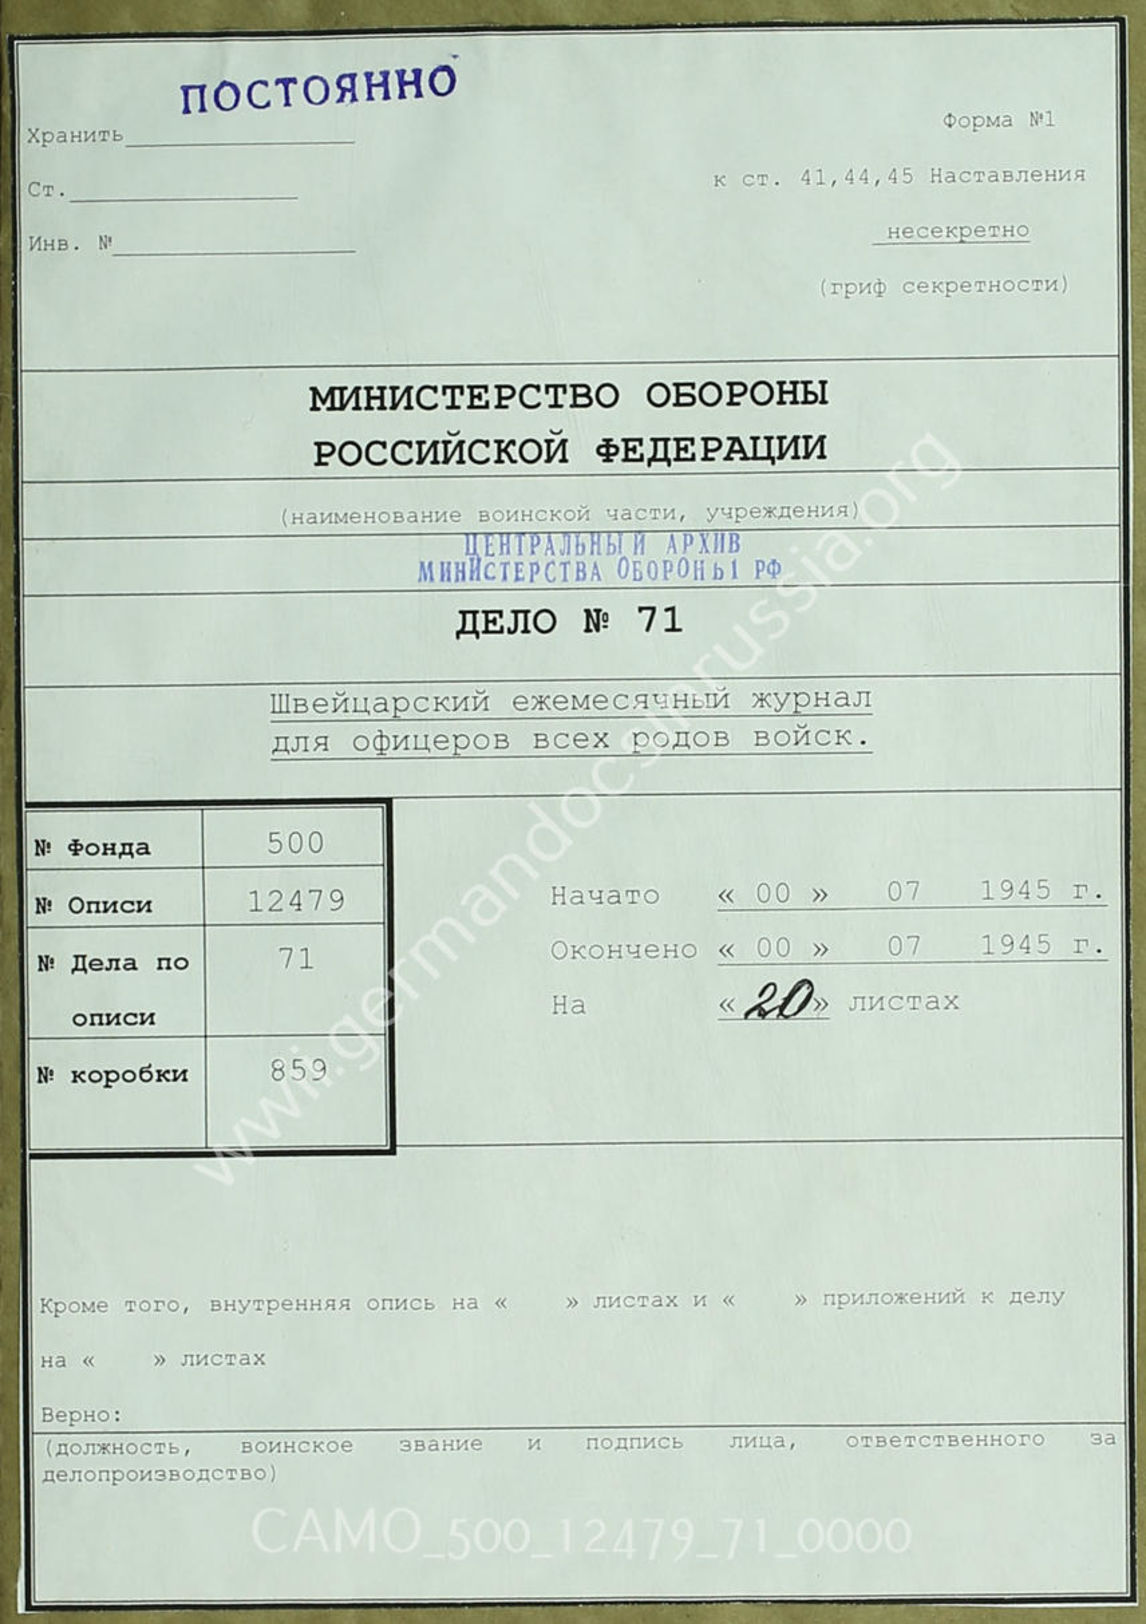 ПОСТОЯННО
Хранить
Форма №1
Ст.
к ст. 41,44,45 Наставления
Инв. №
несекретно
(гриф секретности)
МИНИСТЕРСТВО ОБОРОНЫ
РОССИЙСКОЙ ФЕДЕРАЦИИ
(наименование воинской части, учреждения)
ЦЕНТРАЛЬНЫЙ АРХИВ
МИНИСТЕРСТВА ОБОРОНЫ РФ
ДЕЛО № 71
Швейцарский ежемесячный журнал
для офицеров всех родов войск.
№ Фонда 500
№ Описи 12479
№ Дела по 71
описи
№ коробки 859
Начато « 00 » 07 1945 г.
Окончено « 00 » 07 1945 г.
На « 20 » листах
Кроме того, внутренняя опись на « » листах и « » приложений к делу
на « » листах
Верно:
(должность, воинское звание и подпись лица, ответственного за
делопроизводство)
www.germandocsinrussia.org
CAMO_500_12479_71_0000